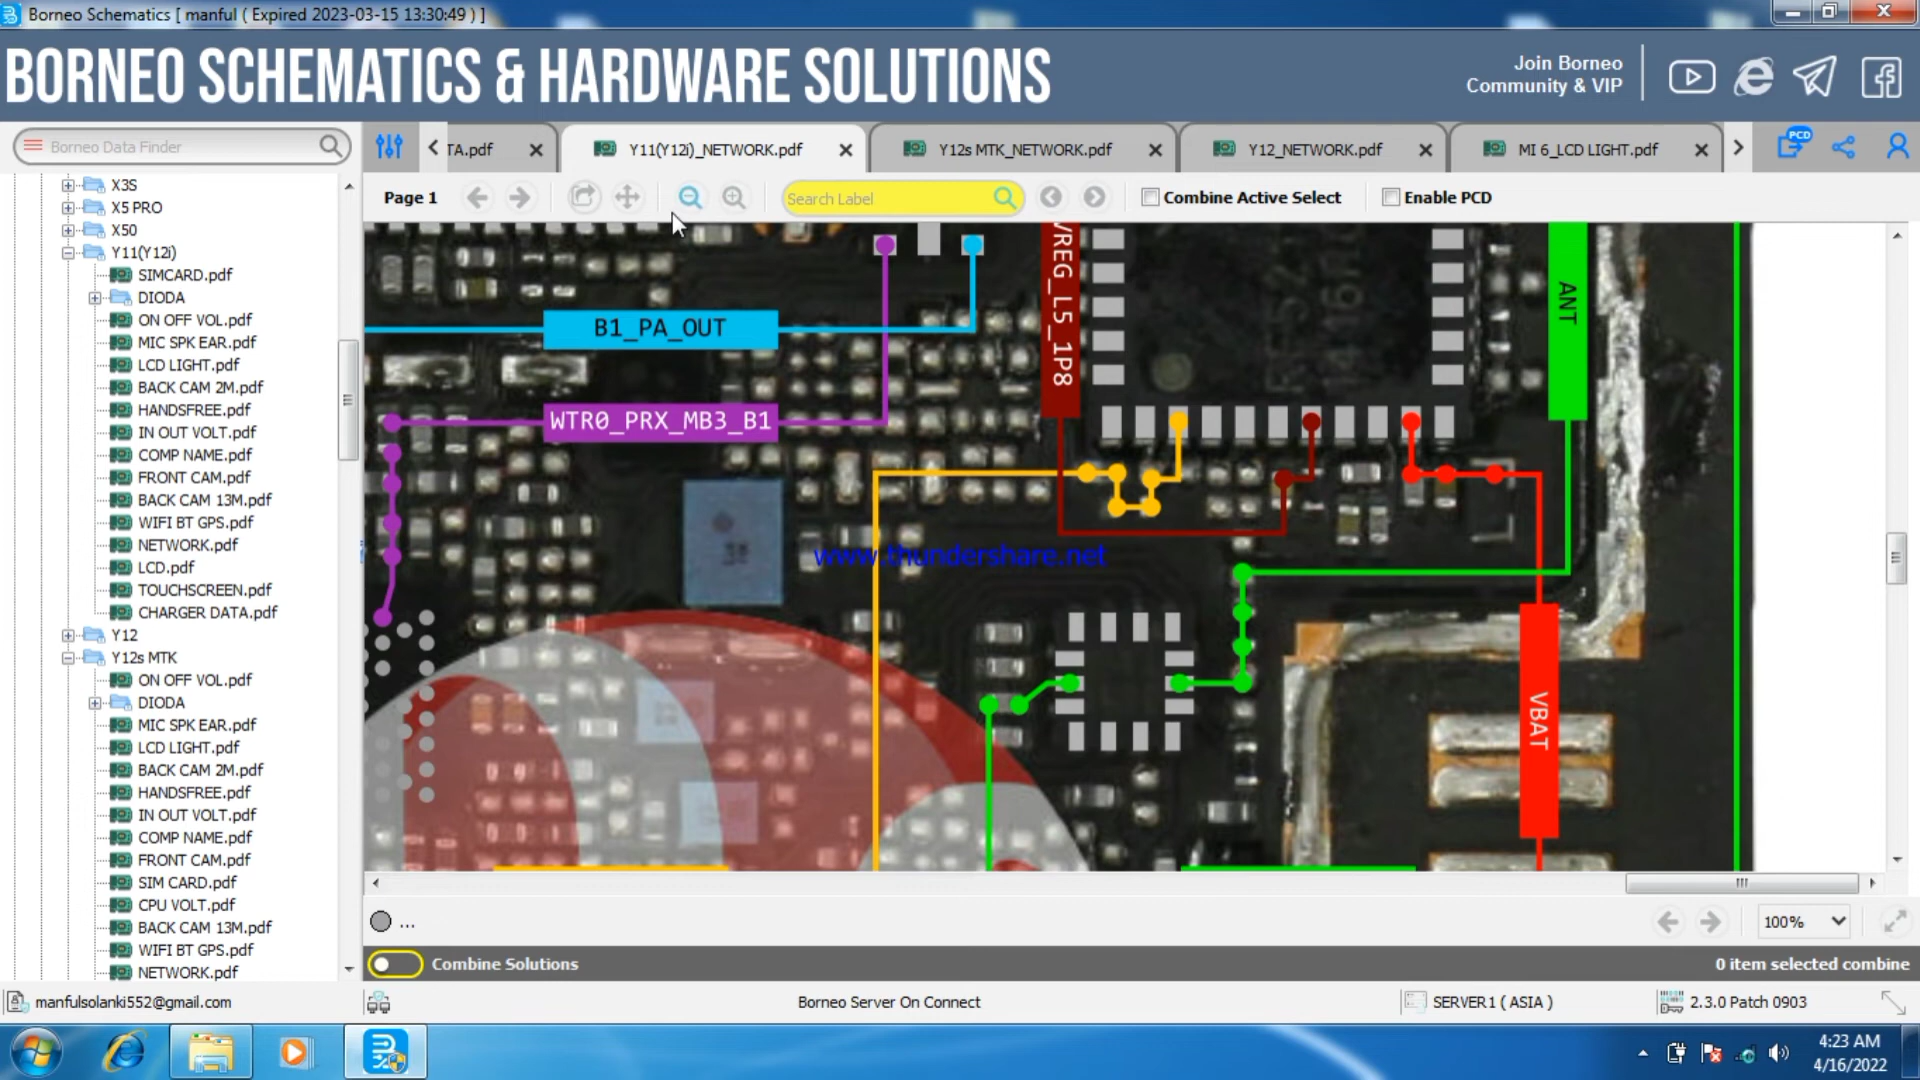 Borneo Schematics [ manful ( Expired 2023-03-15 13:30:49 ) ]
BORNEO SCHEMATICS & HARDWARE SOLUTIONS
Join Borneo
Community & VIP
Borneo Data Finder
TA.pdf
Y11(Y12i)_NETWORK.pdf
Y12s MTK_NETWORK.pdf
Y12_NETWORK.pdf
MI 6_LCD LIGHT.pdf
PCD
Page 1
Search Label
Combine Active Select
Enable PCD
X3S
X5 PRO
X50
Y11(Y12i)
SIMCARD.pdf
DIODA
ON OFF VOL.pdf
MIC SPK EAR.pdf
LCD LIGHT.pdf
BACK CAM 2M.pdf
HANDSFREE.pdf
IN OUT VOLT.pdf
COMP NAME.pdf
FRONT CAM.pdf
BACK CAM 13M.pdf
WIFI BT GPS.pdf
NETWORK.pdf
LCD.pdf
TOUCHSCREEN.pdf
CHARGER DATA.pdf
Y12
Y12s MTK
ON OFF VOL.pdf
DIODA
MIC SPK EAR.pdf
LCD LIGHT.pdf
BACK CAM 2M.pdf
HANDSFREE.pdf
IN OUT VOLT.pdf
COMP NAME.pdf
FRONT CAM.pdf
SIM CARD.pdf
CPU VOLT.pdf
BACK CAM 13M.pdf
WIFI BT GPS.pdf
NETWORK.pdf
B1_PA_OUT
WTR0_PRX_MB3_B1
VREG_L5_1P8
ANT
VBAT
www.thundershare.net
...
100%
Combine Solutions
0 item selected combine
manfulsolanki552@gmail.com
Borneo Server On Connect
SERVER1 ( ASIA )
2.3.0 Patch 0903
4:23 AM
4/16/2022